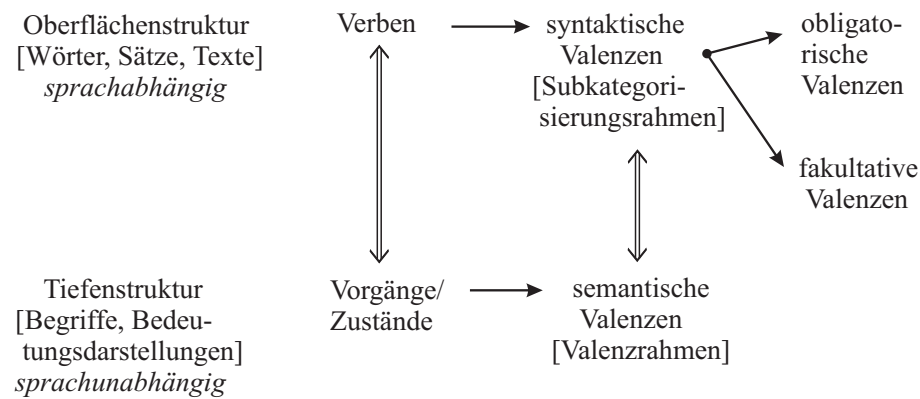 Oberflächenstruktur
[Wörter, Sätze, Texte]
sprachabhängig
Verben
syntaktische
Valenzen
[Subkategori-
sierungsrahmen]
obligato-
rische
Valenzen
fakultative
Valenzen
Tiefenstruktur
[Begriffe, Bedeu-
tungsdarstellungen]
sprachunabhängig
Vorgänge/
Zustände
semantische
Valenzen
[Valenzrahmen]